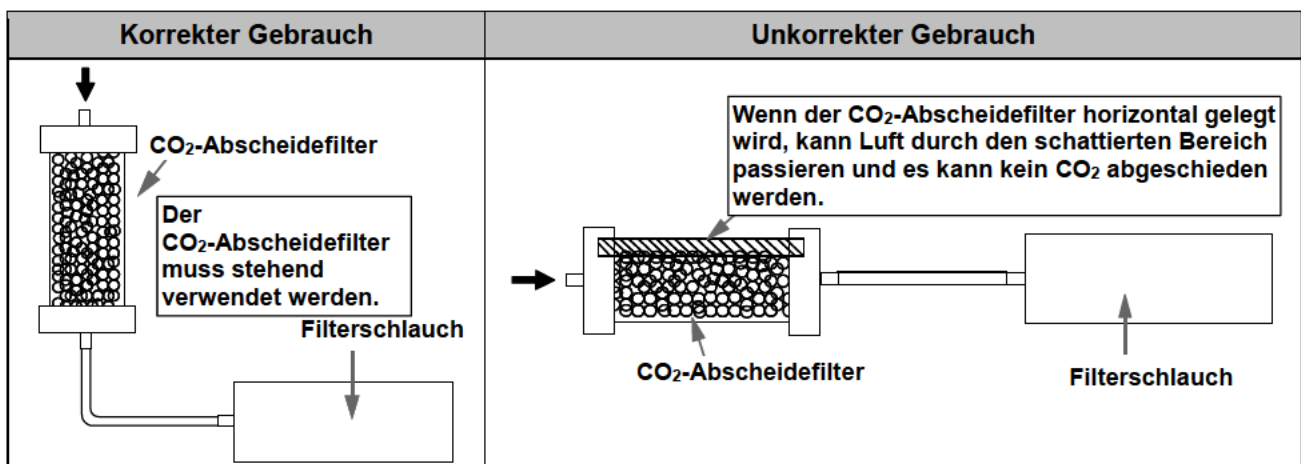 Korrekter Gebrauch
Unkorrekter Gebrauch
CO₂-Abscheidefilter
Der
CO₂-Abscheidefilter
muss stehend
verwendet werden.
Filterschlauch
Wenn der CO₂-Abscheidefilter horizontal gelegt
wird, kann Luft durch den schattierten Bereich
passieren und es kann kein CO₂ abgeschieden
werden.
CO₂-Abscheidefilter
Filterschlauch